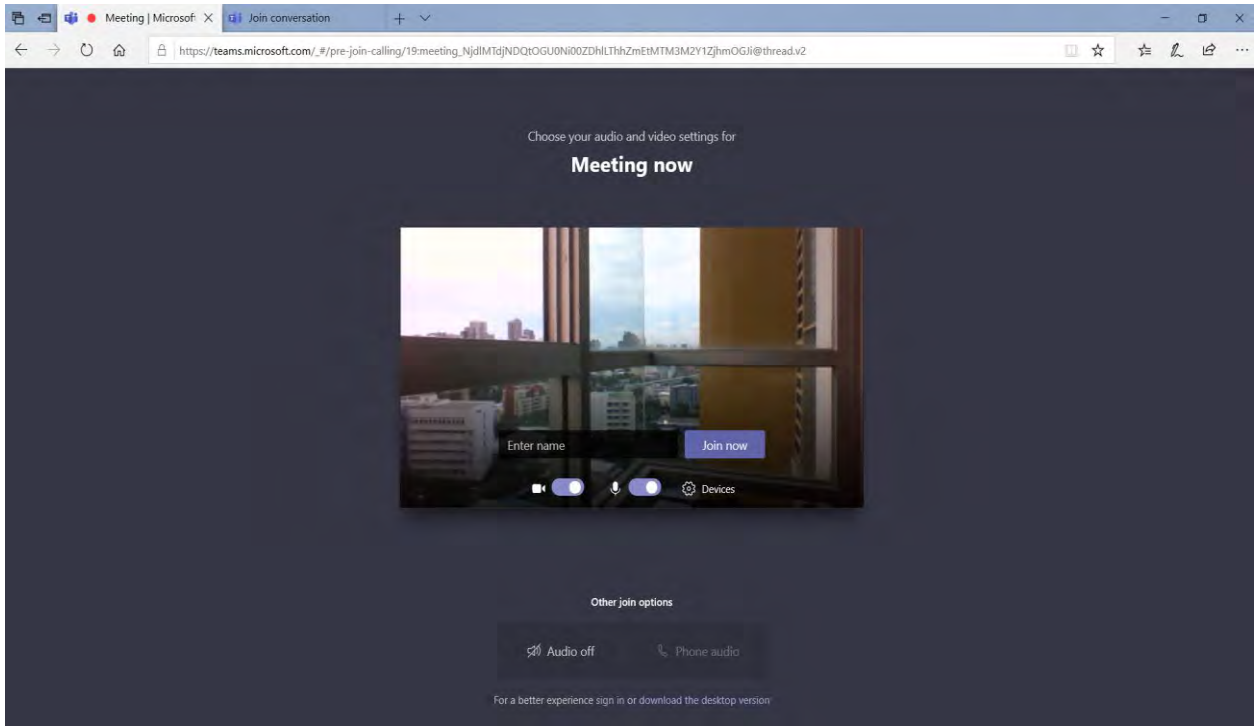 Meeting | Microsoft
Join conversation
https://teams.microsoft.com/_#/pre-join-calling/19:meeting_NjdlMTdjNDQtOGU0Ni00ZDhlLThhZmEtMTM3M2Y1ZjhmOGJi@thread.v2
Choose your audio and video settings for
Meeting now
Enter name
Join now
Devices
Other join options
Audio off
Phone audio
For a better experience sign in or download the desktop version